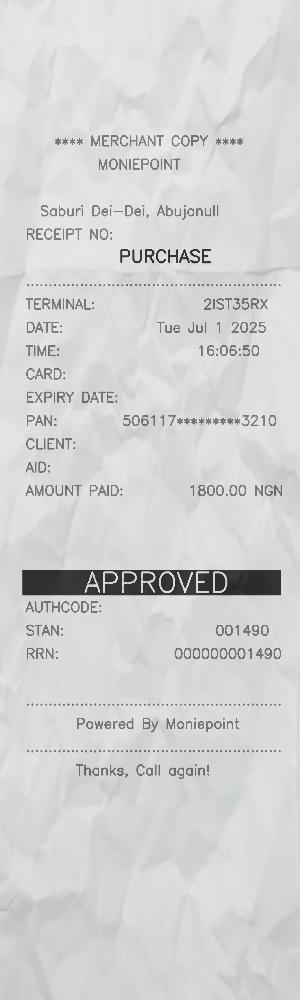 **** MERCHANT COPY ****
MONIEPOINT
Saburi Dei-Dei, Abujanull
RECEIPT NO:
PURCHASE
TERMINAL: 2IST35RX
DATE: Tue Jul 1 2025
TIME: 16:06:50
CARD:
EXPIRY DATE:
PAN: 506117*********3210
CLIENT:
AID:
AMOUNT PAID: 1800.00 NGN
APPROVED
AUTHCODE:
STAN: 001490
RRN: 000000001490
Powered By Moniepoint
Thanks, Call again!